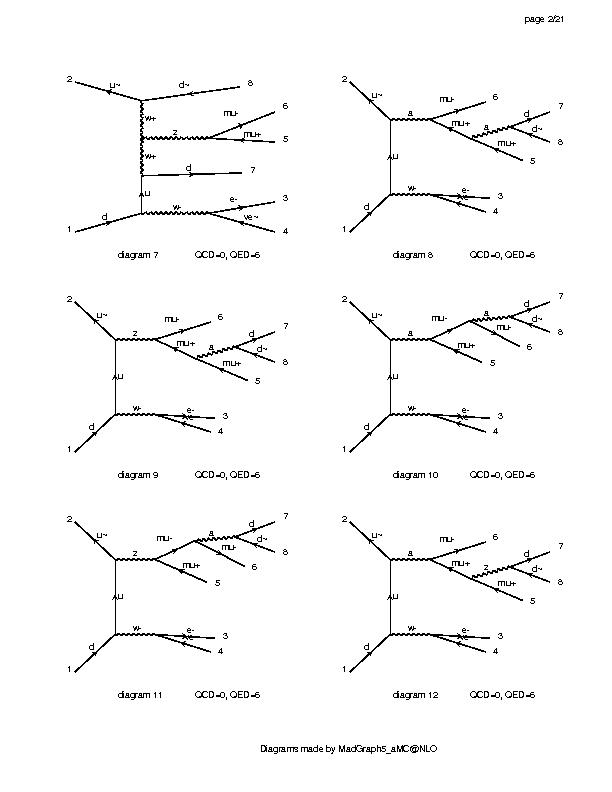 page 2/21
2 u~ d~ 8
w+ mu- 6
z mu+ 5
w+
d 7
u
w- e- 3
1 d ve~ 4
diagram 7 QCD=0, QED=6
2 u~ a mu- 6
mu+ a d 7
d~ 8
5
u
w- e- 3
1 d 4
diagram 8 QCD=0, QED=6
2 u~ z mu- 6
mu+ a d 7
d~ 8
mu+ 5
u
w- e- 3
1 d 4
diagram 9 QCD=0, QED=6
2 u~ a mu- a d 7
d~ 8
mu- 6
mu+ 5
u
w- e- 3
1 d 4
diagram 10 QCD=0, QED=6
2 u~ z mu- a d 7
d~ 8
mu- 6
mu+ 5
u
w- e- 3
1 d 4
diagram 11 QCD=0, QED=6
2 u~ a mu- 6
mu+ z d 7
d~ 8
mu+ 5
u
w- e- 3
1 d 4
diagram 12 QCD=0, QED=6
Diagrams made by MadGraph5_aMC@NLO